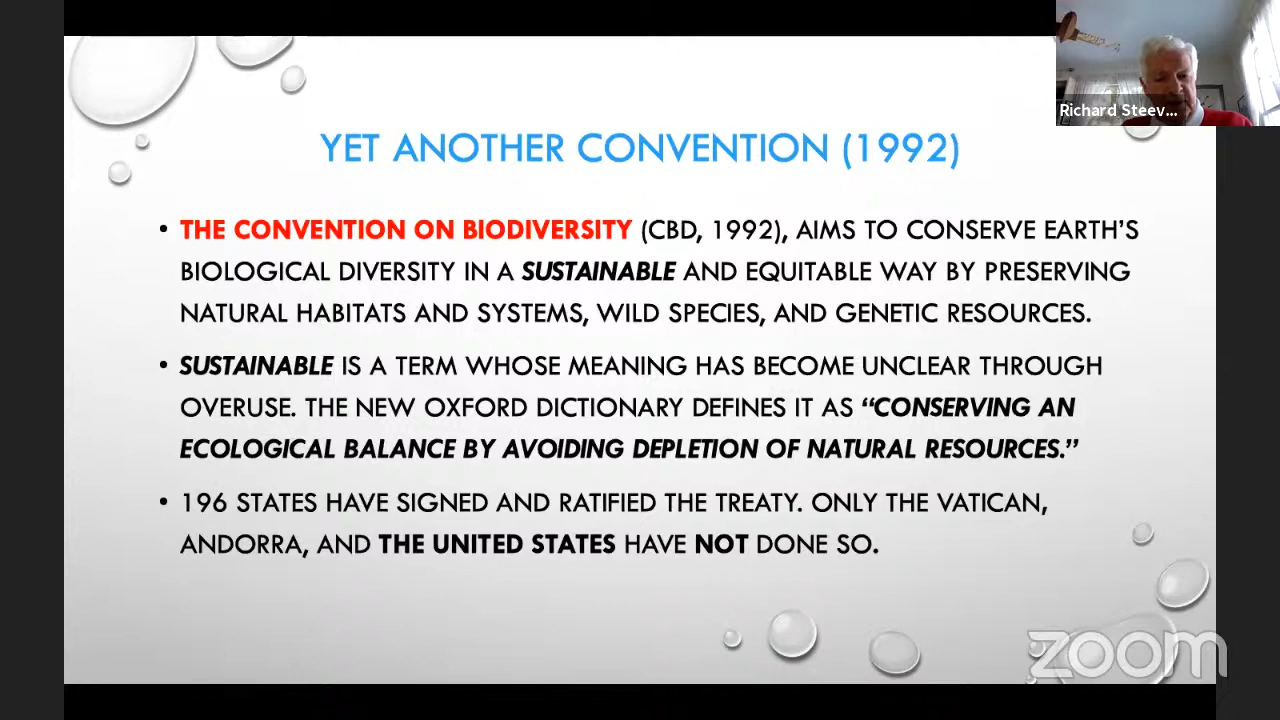 Richard Steev...
YET ANOTHER CONVENTION (1992)
• THE CONVENTION ON BIODIVERSITY (CBD, 1992), AIMS TO CONSERVE EARTH’S
BIOLOGICAL DIVERSITY IN A SUSTAINABLE AND EQUITABLE WAY BY PRESERVING
NATURAL HABITATS AND SYSTEMS, WILD SPECIES, AND GENETIC RESOURCES.
• SUSTAINABLE IS A TERM WHOSE MEANING HAS BECOME UNCLEAR THROUGH
OVERUSE. THE NEW OXFORD DICTIONARY DEFINES IT AS “CONSERVING AN
ECOLOGICAL BALANCE BY AVOIDING DEPLETION OF NATURAL RESOURCES.”
• 196 STATES HAVE SIGNED AND RATIFIED THE TREATY. ONLY THE VATICAN,
ANDORRA, AND THE UNITED STATES HAVE NOT DONE SO.
zoom